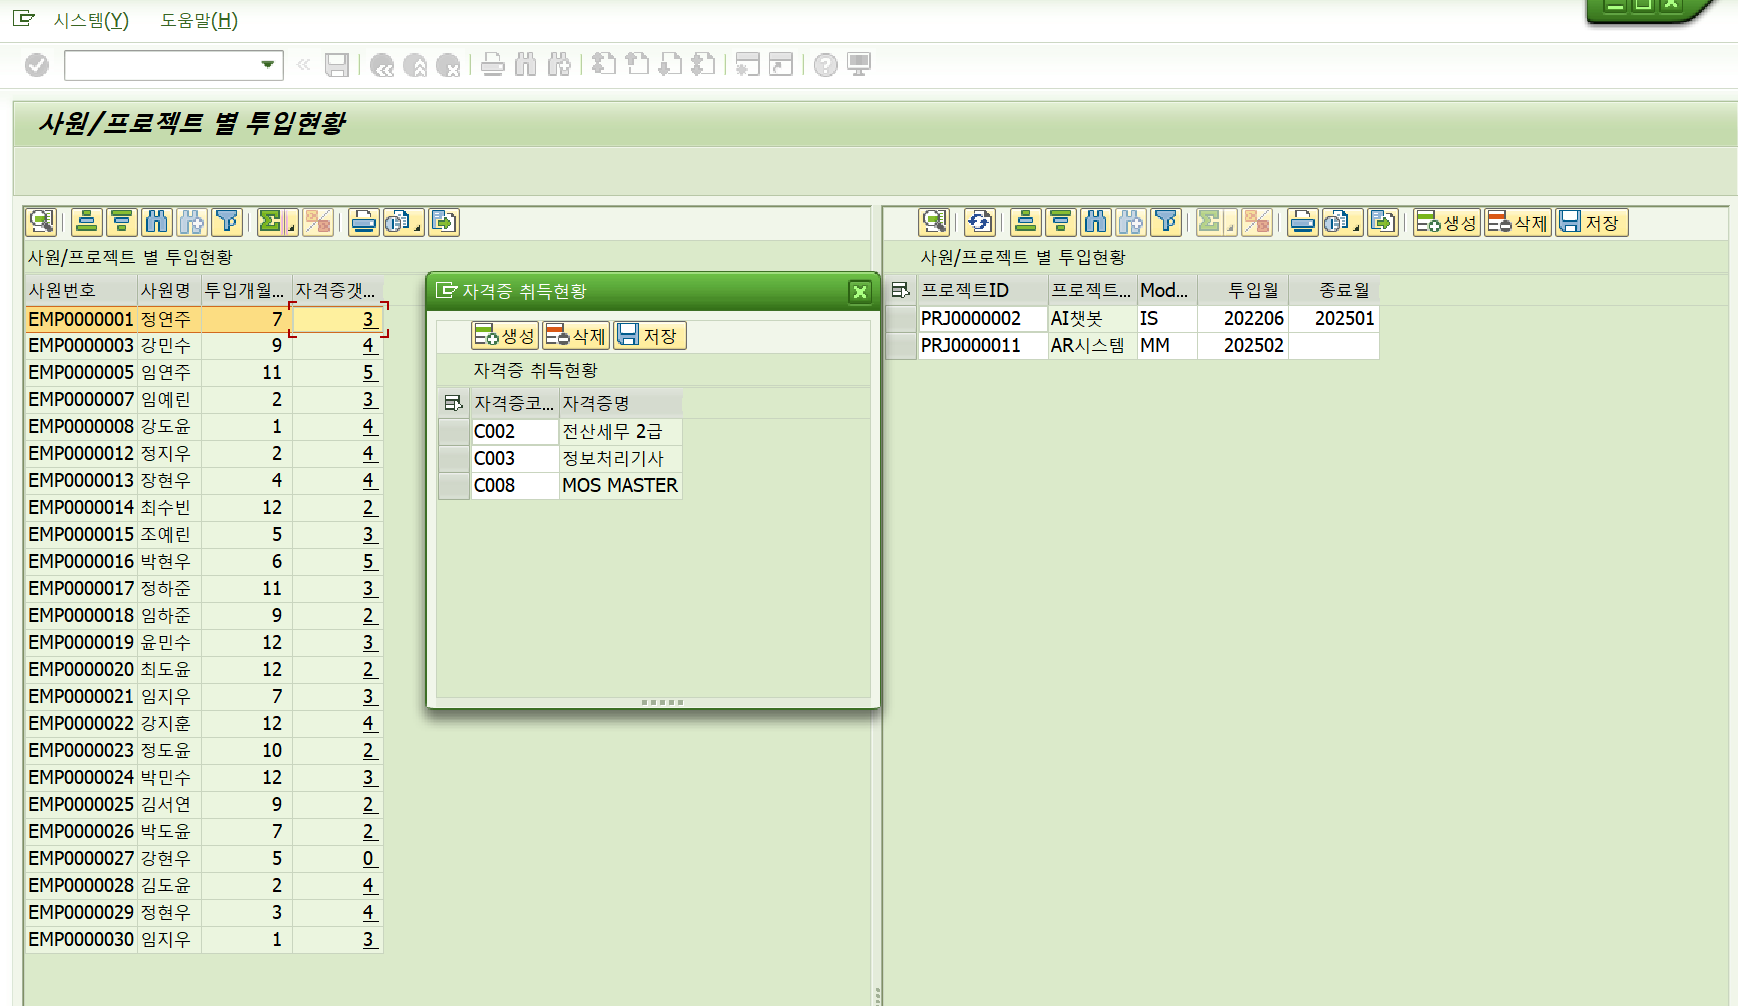 시스템(Y) 도움말(H)
사원/프로젝트 별 투입현황
사원/프로젝트 별 투입현황
사원번호 사원명 투입개월... 자격증갯...
EMP0000001 정연주 7 3
EMP0000003 강민수 9 4
EMP0000005 임연주 11 5
EMP0000007 임예린 2 3
EMP0000008 강도윤 1 4
EMP0000012 정지우 2 4
EMP0000013 장현우 4 4
EMP0000014 최수빈 12 2
EMP0000015 조예린 5 3
EMP0000016 박현우 6 5
EMP0000017 정하준 11 3
EMP0000018 임하준 9 2
EMP0000019 윤민수 12 3
EMP0000020 최도윤 12 2
EMP0000021 임지우 7 3
EMP0000022 강지훈 12 4
EMP0000023 정도윤 10 2
EMP0000024 박민수 12 3
EMP0000025 김서연 9 2
EMP0000026 박도윤 7 2
EMP0000027 강현우 5 0
EMP0000028 김도윤 2 4
EMP0000029 정현우 3 4
EMP0000030 임지우 1 3
자격증 취득현황
생성 삭제 저장
자격증 취득현황
자격증코... 자격증명
C002 전산세무 2급
C003 정보처리기사
C008 MOS MASTER
생성 삭제 저장
사원/프로젝트 별 투입현황
프로젝트ID 프로젝트... Mod... 투입월 종료월
PRJ0000002 AI챗봇 IS 202206 202501
PRJ0000011 AR시스템 MM 202502